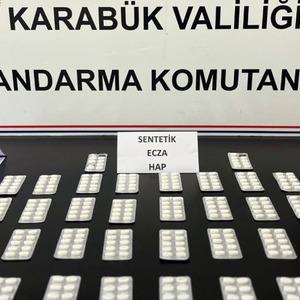 KARABÜK VALİLİĞİ
ANDARMA KOMUTAN
SENTETİK
ECZA
HAP